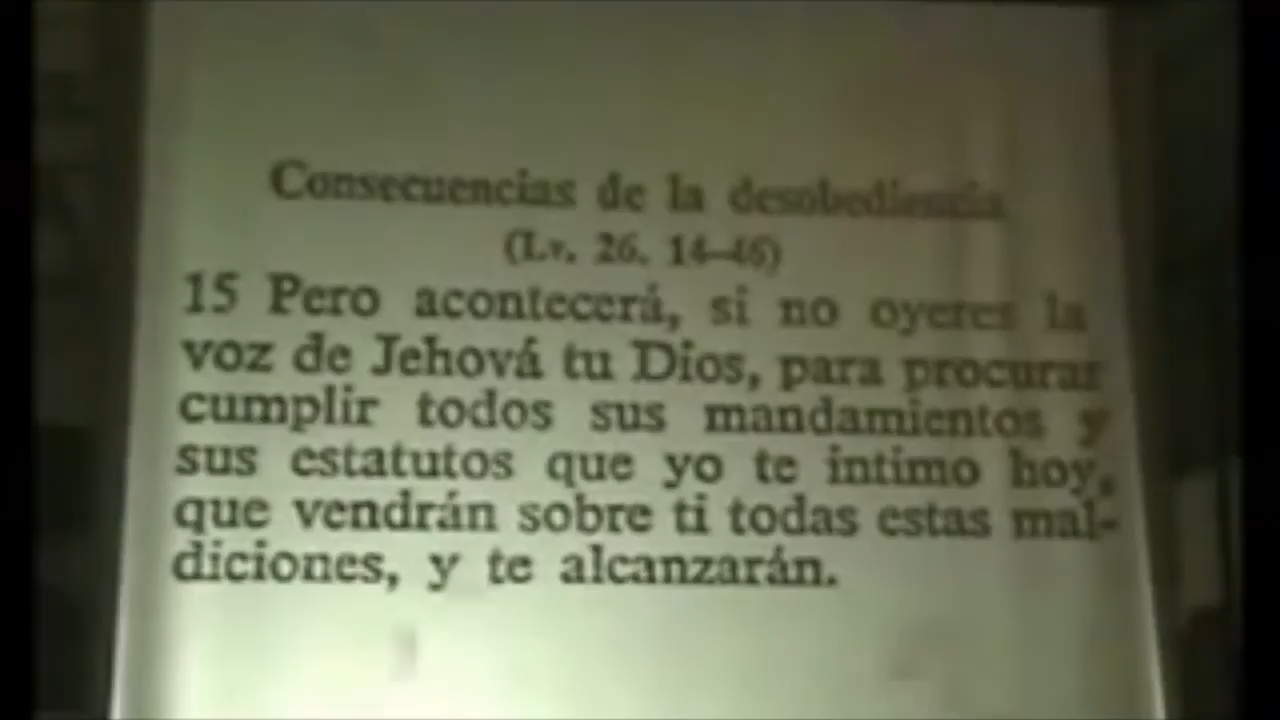 Consecuencias de la desobediencia
(Lv. 26. 14–46)
15 Pero acontecerá, si no oyeres la
voz de Jehová tu Dios, para procurar
cumplir todos sus mandamientos y
sus estatutos que yo te intimo hoy,
que vendrán sobre ti todas estas mal-
diciones, y te alcanzarán.